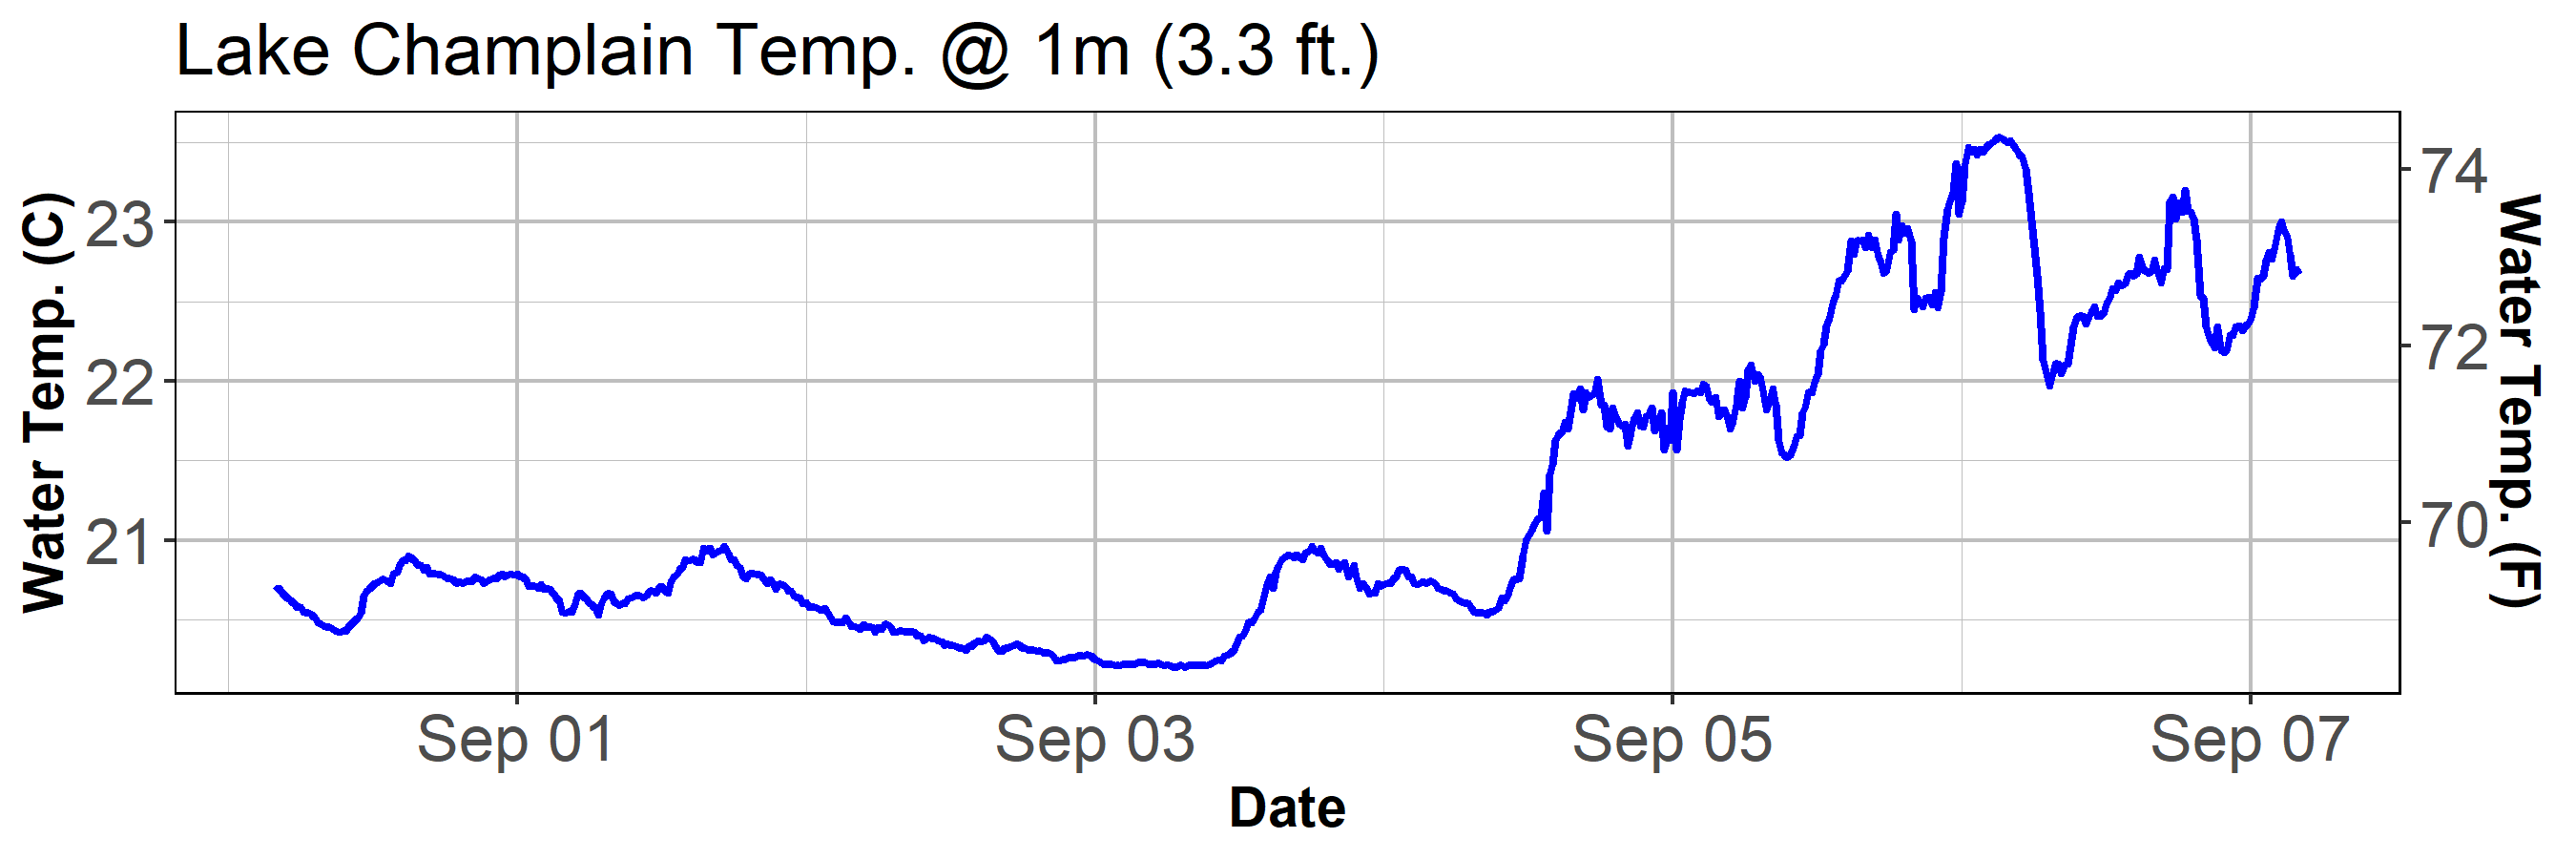 Lake Champlain Temp. @ 1m (3.3 ft.)
Water Temp. (C)
23
22
21
74
72
70
Water Temp. (F)
Sep 01
Sep 03
Sep 05
Sep 07
Date